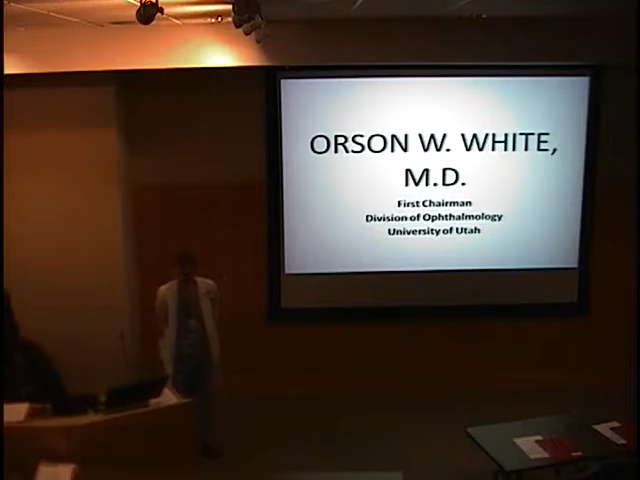 ORSON W. WHITE,
M.D.
First Chairman
Division of Ophthalmology
University of Utah